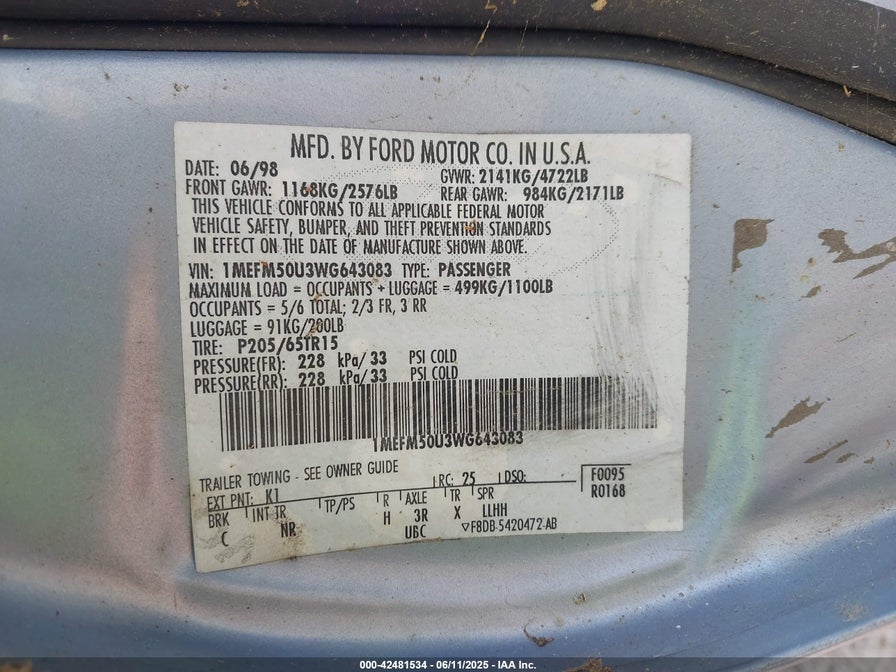 MFD. BY FORD MOTOR CO. IN U.S.A.
DATE: 06/98 GVWR: 2141KG/4722LB
FRONT GAWR: 1168KG/2576LB REAR GAWR: 984KG/2171LB
THIS VEHICLE CONFORMS TO ALL APPLICABLE FEDERAL MOTOR
VEHICLE SAFETY, BUMPER, AND THEFT PREVENTION STANDARDS
IN EFFECT ON THE DATE OF MANUFACTURE SHOWN ABOVE.
VIN: 1MEFM50U3WG643083 TYPE: PASSENGER
MAXIMUM LOAD = OCCUPANTS + LUGGAGE = 499KG/1100LB
OCCUPANTS = 5/6 TOTAL; 2/3 FR, 3 RR
LUGGAGE = 91KG/200LB
TIRE: P205/65TR15
PRESSURE(FR): 228 kPa/ 33 PSI COLD
PRESSURE(RR): 228 kPa/ 33 PSI COLD
1MEFM50U3WG643083
TRAILER TOWING - SEE OWNER GUIDE
EXT PNT: K1 RC: 25 DSO: F0095
R0168
BRK INT TR TP/PS R AXLE TR SPR
C NR H 3R X LLHH
UBC ▽F8DB-5420472-AB
000-42481534 - 06/11/2025 - IAA Inc.